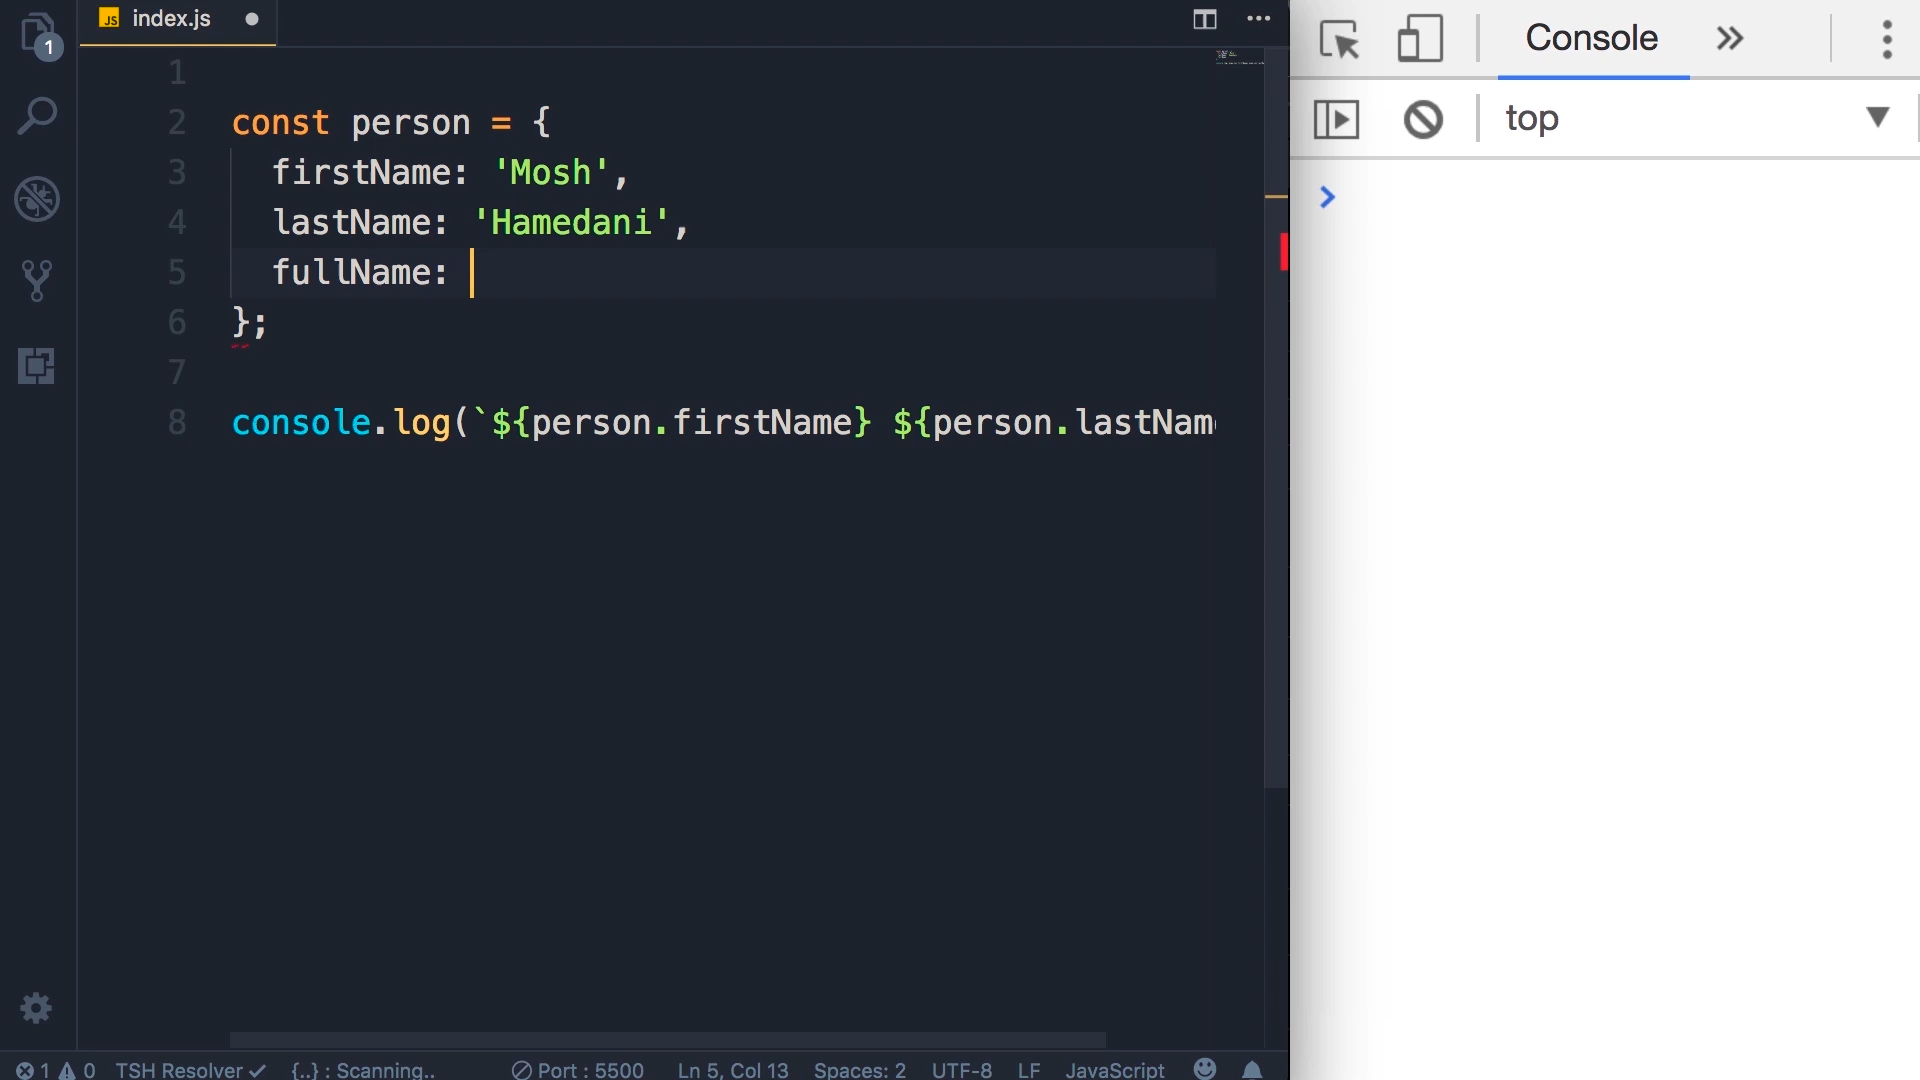 JS index.js
1
1
2 const person = {
3 firstName: 'Mosh',
4 lastName: 'Hamedani',
5 fullName:
6 };
7
8 console.log(`${person.firstName} ${person.lastNam
1 0 TSH Resolver {..} : Scanning.. Port : 5500 Ln 5, Col 13 Spaces: 2 UTF-8 LF JavaScript
Console
top